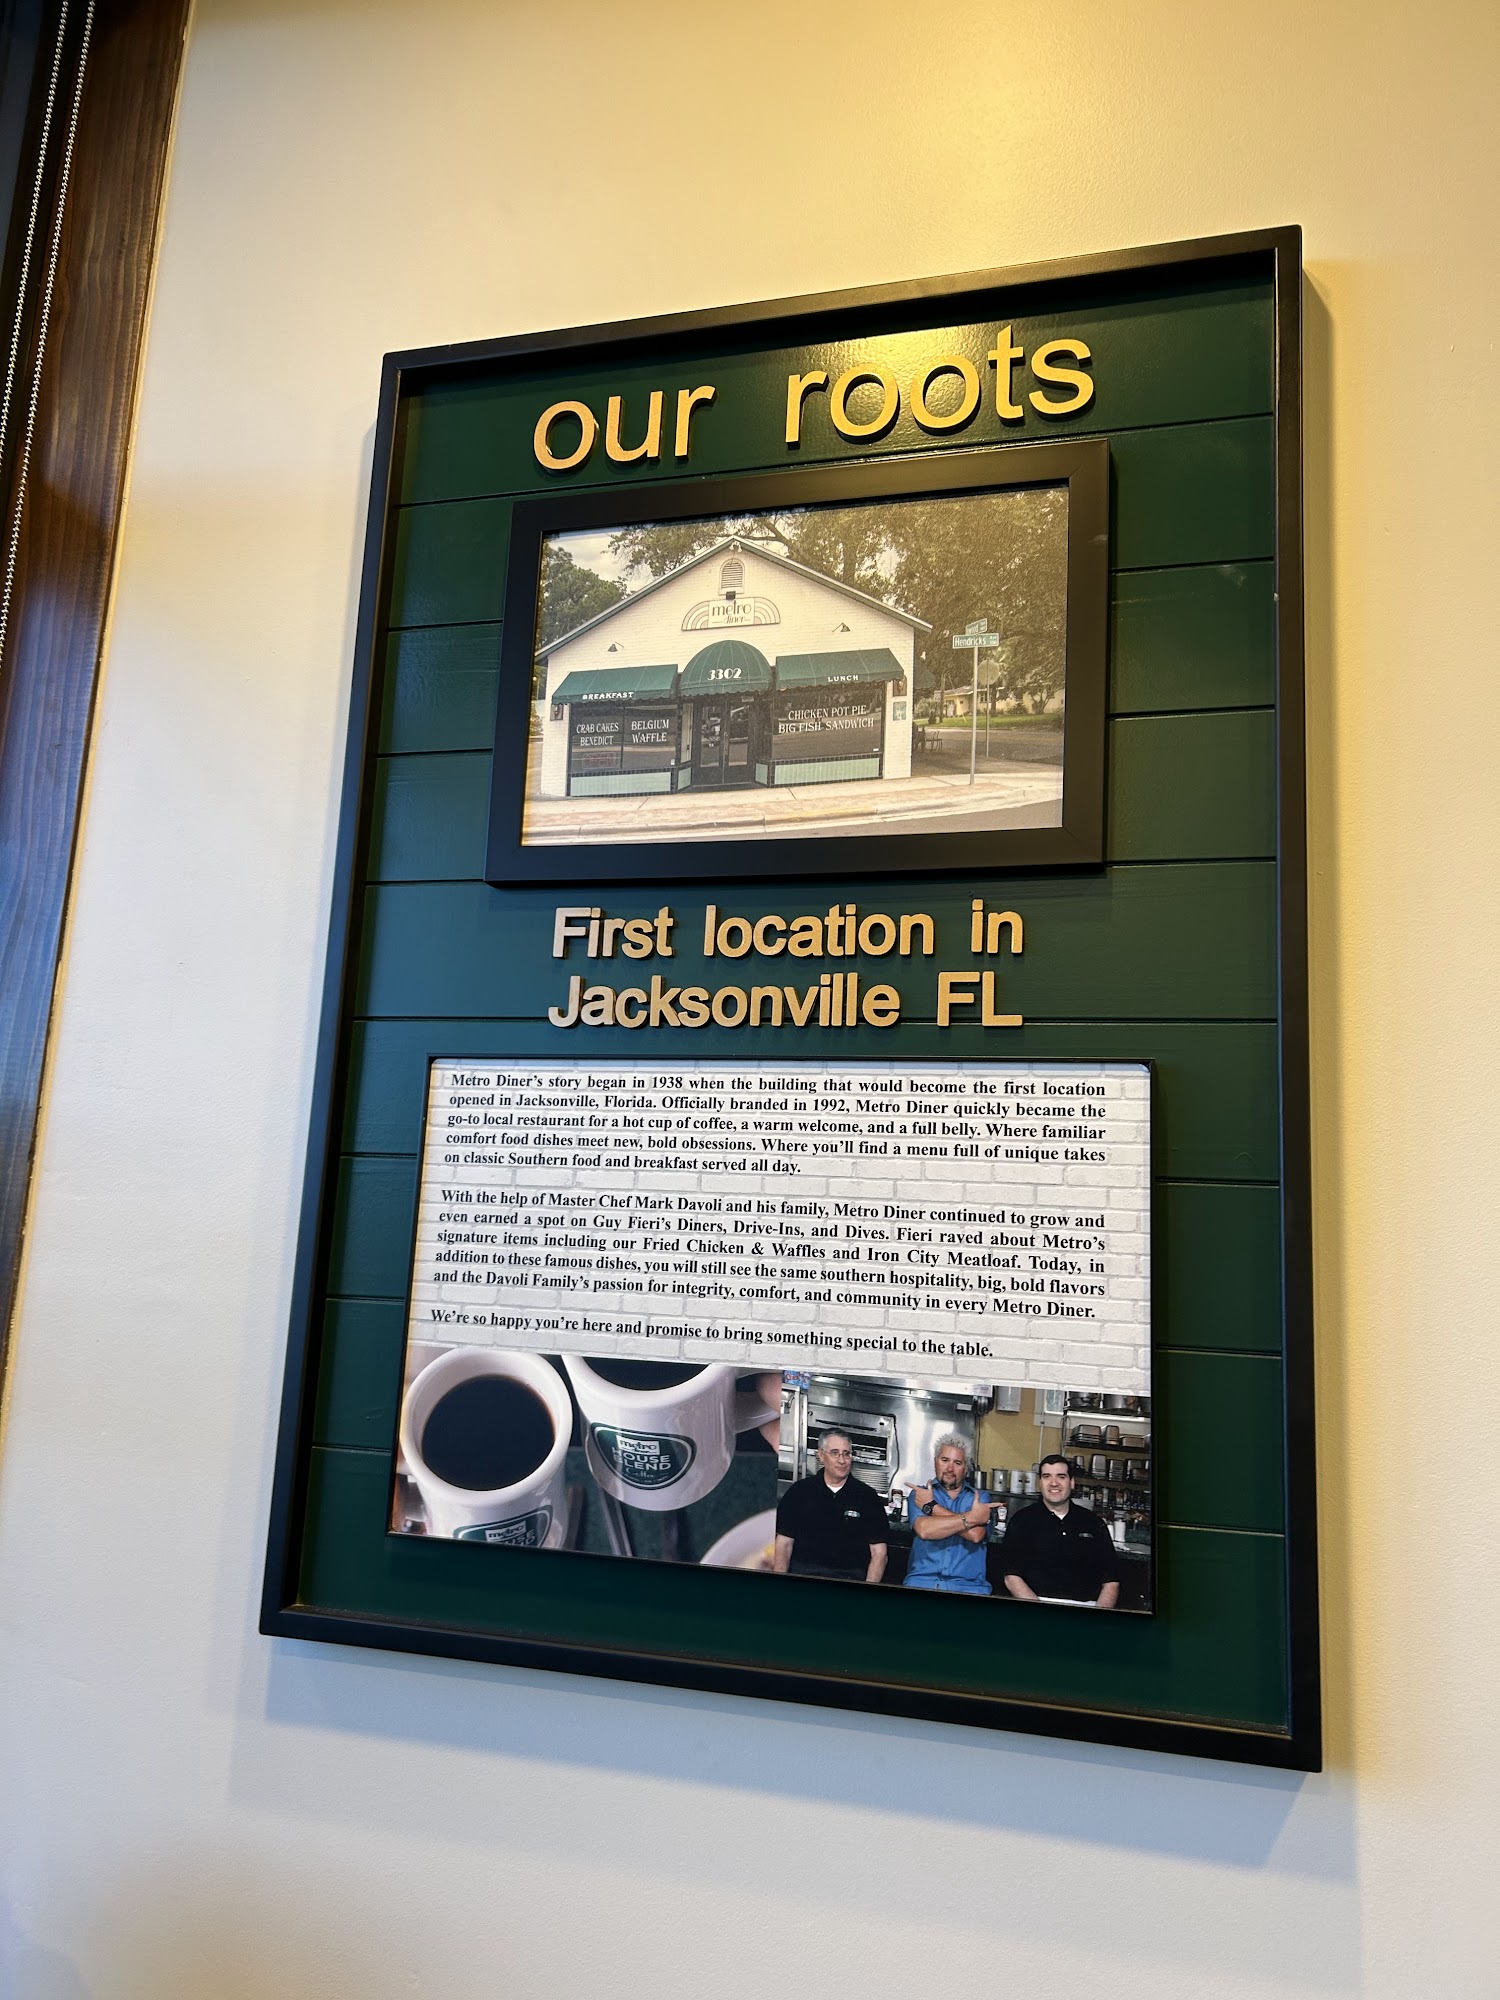 our roots
metro
diner
Hendricks
3302
BREAKFAST
LUNCH
CRAB CAKES
BENEDICT
BELGIUM
WAFFLE
CHICKEN POT PIE
BIG FISH SANDWICH
First location in
Jacksonville FL
Metro Diner's story began in 1938 when the building that would become the first location
opened in Jacksonville, Florida. Officially branded in 1992, Metro Diner quickly became the
go-to local restaurant for a hot cup of coffee, a warm welcome, and a full belly. Where familiar
comfort food dishes meet new, bold obsessions. Where you'll find a menu full of unique takes
on classic Southern food and breakfast served all day.
With the help of Master Chef Mark Davoli and his family, Metro Diner continued to grow and
even earned a spot on Guy Fieri's Diners, Drive-Ins, and Dives. Fieri raved about Metro's
signature items including our Fried Chicken & Waffles and Iron City Meatloaf. Today, in
addition to these famous dishes, you will still see the same southern hospitality, big, bold flavors
and the Davoli Family's passion for integrity, comfort, and community in every Metro Diner.
We're so happy you're here and promise to bring something special to the table.
metro
diner
HOUSE
BLEND
Coffee
metro